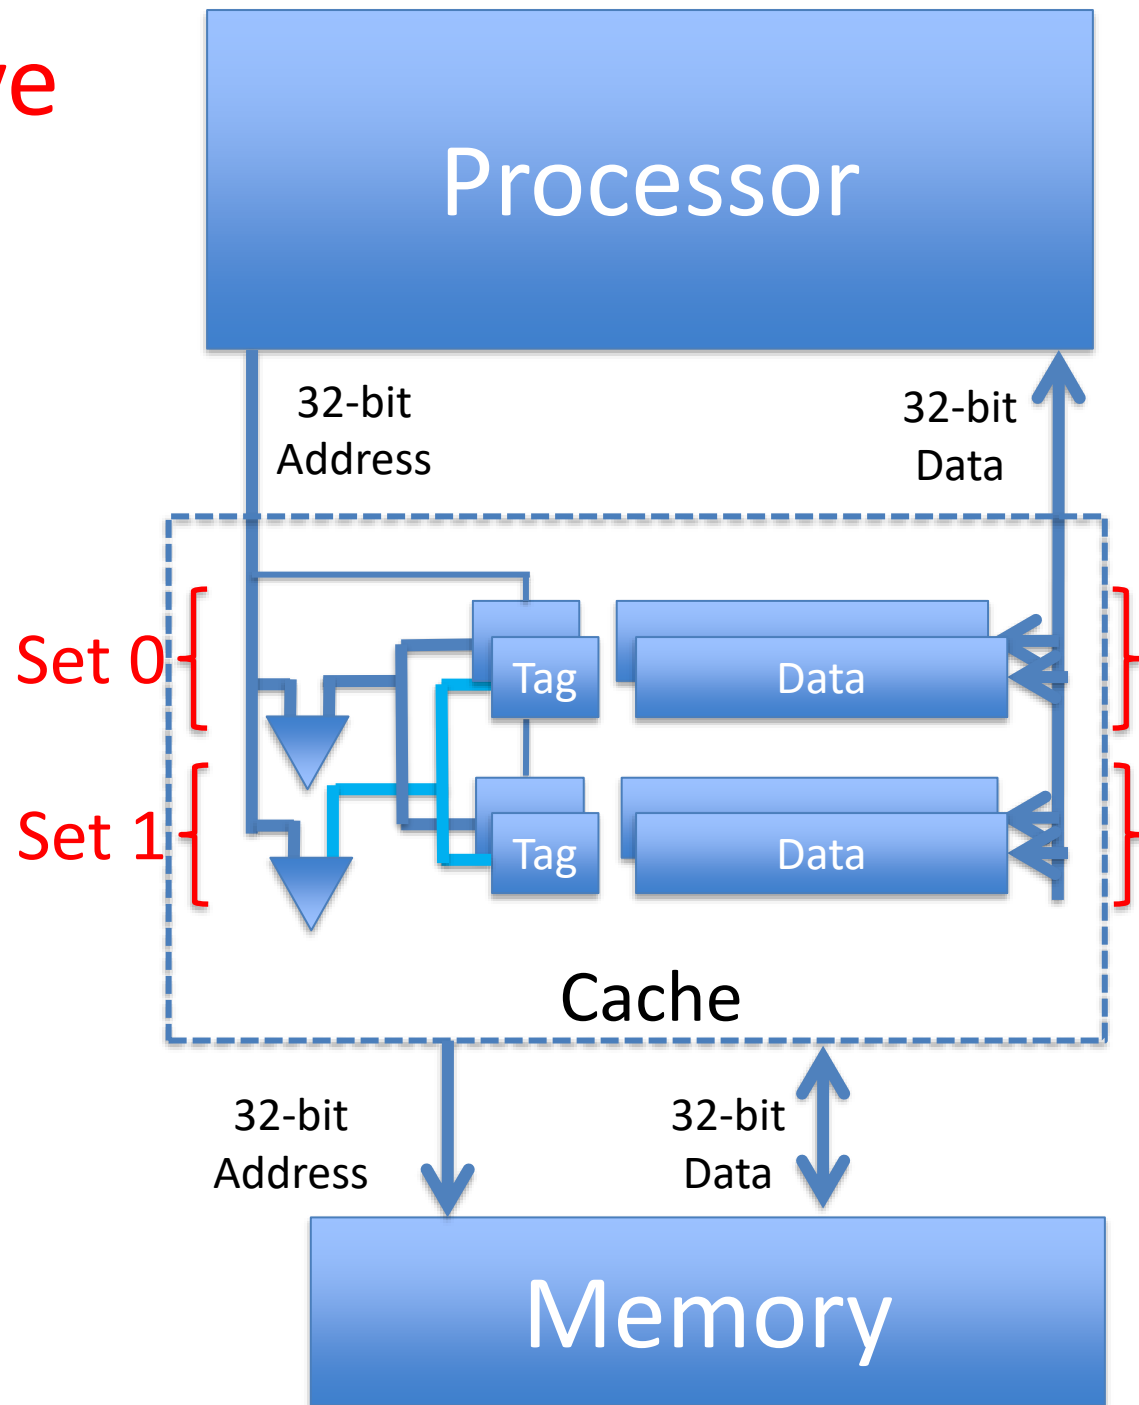 ve
Processor
32-bit
Address
32-bit
Data
Set 0
Tag
Data
Set 1
Tag
Data
Cache
32-bit
Address
32-bit
Data
Memory